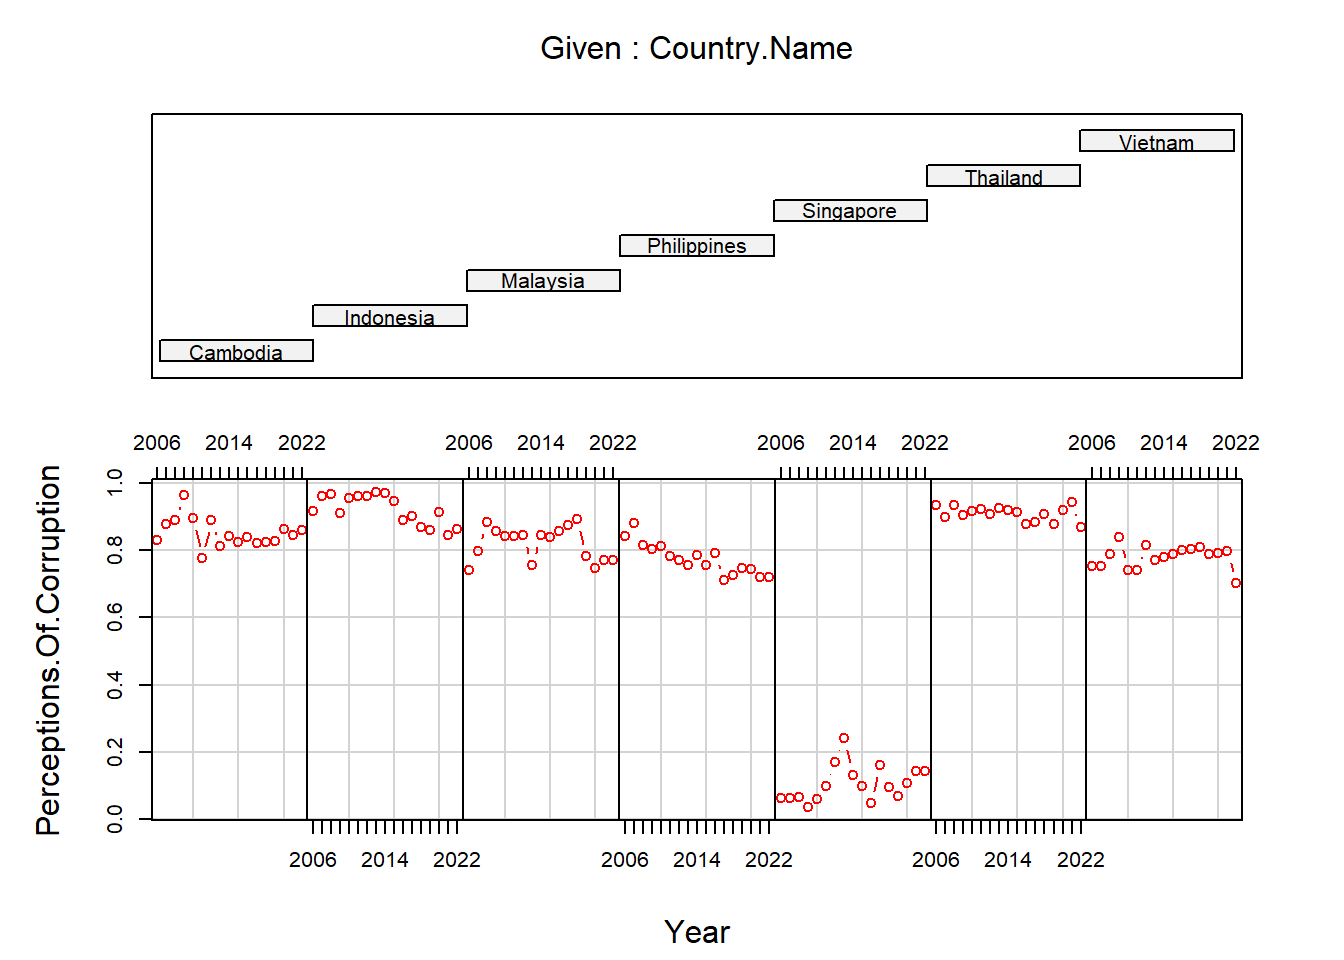 Given : Country.Name
Vietnam
Thailand
Singapore
Philippines
Malaysia
Indonesia
Cambodia
2006 2014 2022 2006 2014 2022 2006 2014 2022 2006 2014 2022
Perceptions.Of.Corruption
1.0
0.8
0.6
0.4
0.2
0.0
2006 2014 2022 2006 2014 2022 2006 2014 2022
Year